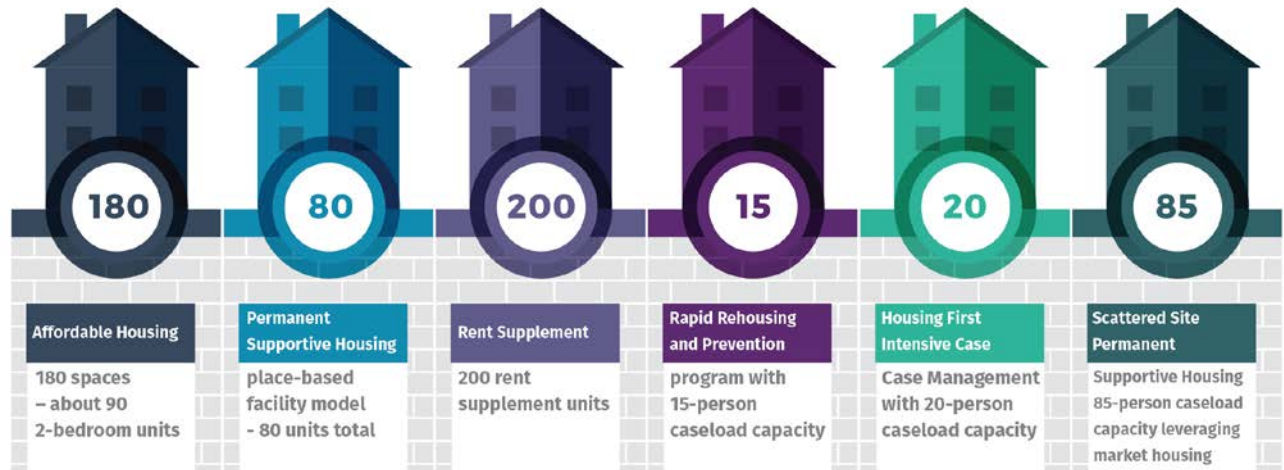 180
80
200
15
20
85
Affordable Housing
180 spaces
– about 90
2-bedroom units
Permanent
Supportive Housing
place-based
facility model
- 80 units total
Rent Supplement
200 rent
supplement units
Rapid Rehousing
and Prevention
program with
15-person
caseload capacity
Housing First
Intensive Case
Case Management
with 20-person
caseload capacity
Scattered Site
Permanent
Supportive Housing
85-person caseload
capacity leveraging
market housing